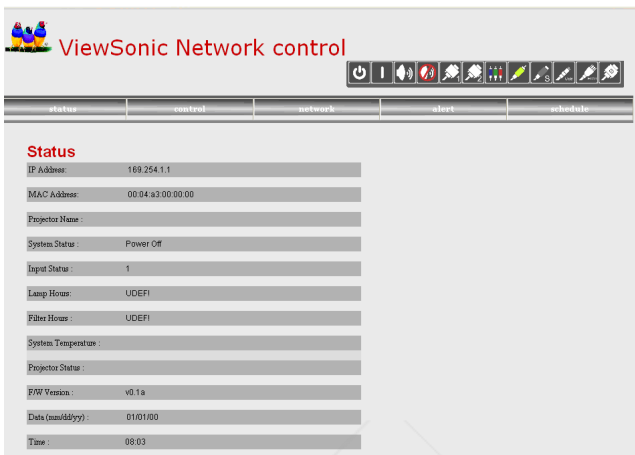 ViewSonic Network control
1 2 S
status control network alert schedule
Status
IP Address: 169.254.1.1
MAC Address: 00:04:a3:00:00:00
Projector Name :
System Status : Power Off
Input Status : 1
Lamp Hours: UDEF!
Filter Hours : UDEF!
System Temperature :
Projector Status :
F/W Version : v0.1a
Data (mm/dd/yy) : 01/01/00
Time : 08:03